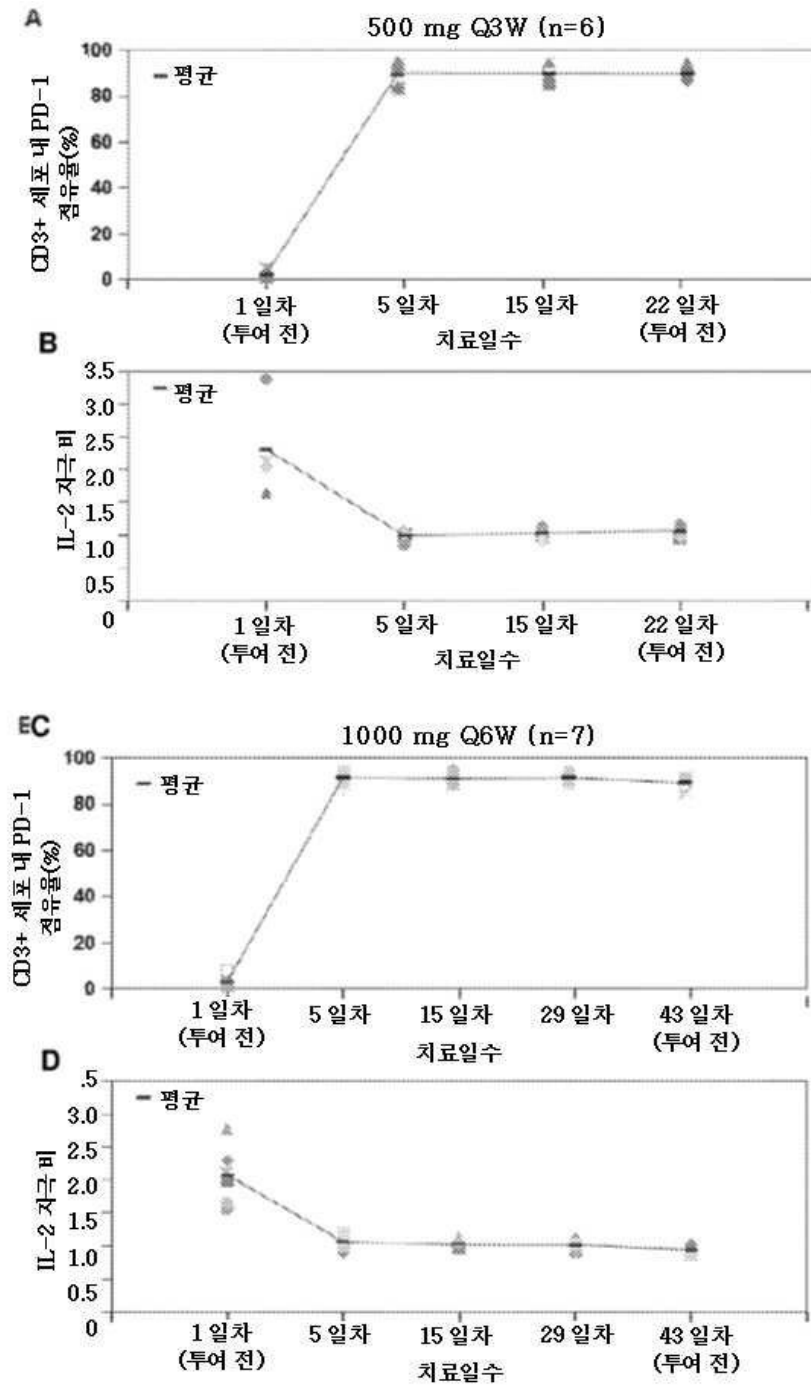 A
500 mg Q3W (n=6)
CD3+ 세포 내 PD-1
점유율(%)
100
80
60
40
20
0
평균
1 일차
(투여 전)
5 일차
15 일차
22 일차
(투여 전)
치료일수
B
IL-2 자극 비
3.5
3.0
2.5
2.0
1.5
1.0
0.5
0
평균
1 일차
(투여 전)
5 일차
15 일차
22 일차
(투여 전)
치료일수
EC
1000 mg Q6W (n=7)
CD3+ 세포 내 PD-1
점유율(%)
100
80
60
40
20
0
평균
1 일차
(투여 전)
5 일차
15 일차
29 일차
43 일차
(투여 전)
치료일수
D
IL-2 자극 비
.5
3.0
2.5
2.0
1.5
1.0
0.5
0
평균
1 일차
(투여 전)
5 일차
15 일차
29 일차
43 일차
(투여 전)
치료일수